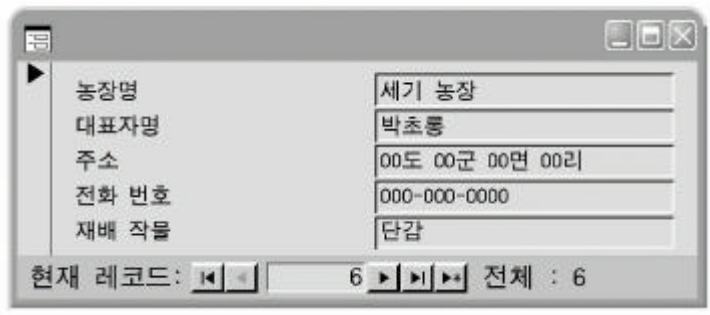 농장명 세기 농장
대표자명 박초롱
주소 00도 00군 00면 00리
전화 번호 000-000-0000
재배 작물 단감
현재 레코드: 6 전체 : 6